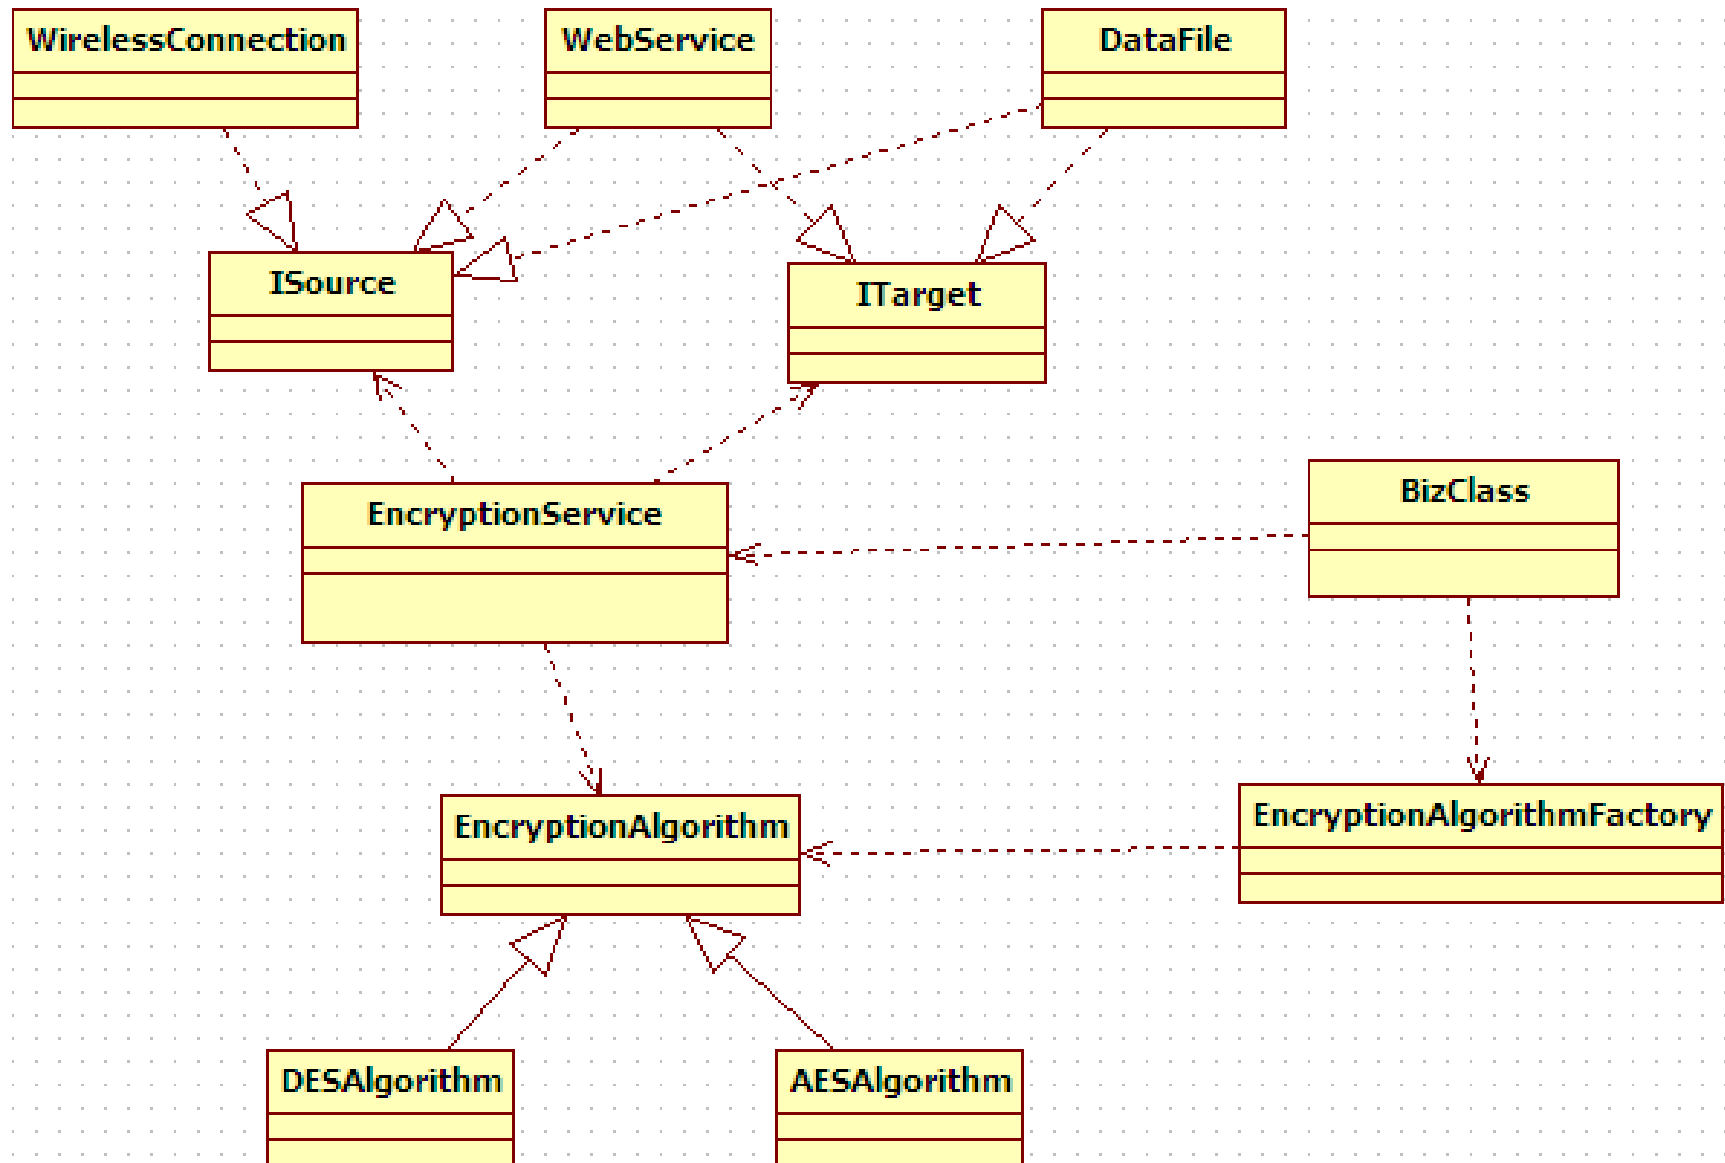 WirelessConnection
WebService
DataFile
ISource
ITarget
BizClass
EncryptionService
EncryptionAlgorithm
EncryptionAlgorithmFactory
DESAlgorithm
AESAlgorithm